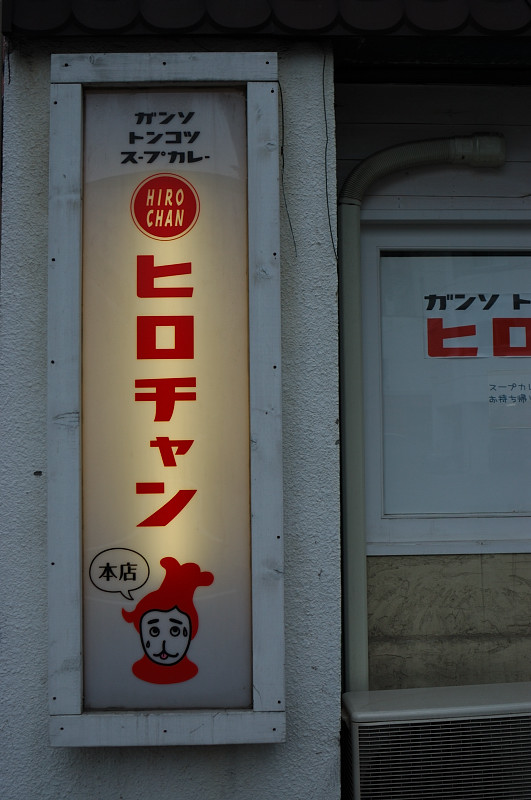 ガンソ
トンコツ
スープカレー
HIRO
CHAN
ヒロチャン
本店
ガンソ ト
ヒロ
スープカレ
お持ち帰